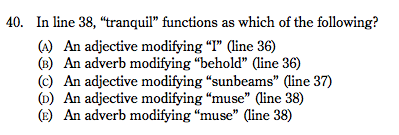 40. In line 38, “tranquil” functions as which of the following?
(A) An adjective modifying “I” (line 36)
(B) An adverb modifying “behold” (line 36)
(C) An adjective modifying “sunbeams” (line 37)
(D) An adjective modifying “muse” (line 38)
(E) An adverb modifying “muse” (line 38)